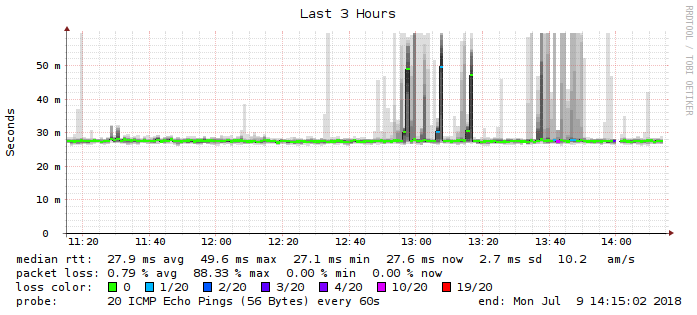 Last 3 Hours
RRDTOOL / TOBI OETIKER
Seconds
50 m
40 m
30 m
20 m
10 m
0
11:20 11:40 12:00 12:20 12:40 13:00 13:20 13:40 14:00
median rtt: 27.9 ms avg 49.6 ms max 27.1 ms min 27.6 ms now 2.7 ms sd 10.2 am/s
packet loss: 0.79 % avg 88.33 % max 0.00 % min 0.00 % now
loss color: 0 1/20 2/20 3/20 4/20 10/20 19/20
probe: 20 ICMP Echo Pings (56 Bytes) every 60s end: Mon Jul 9 14:15:02 2018